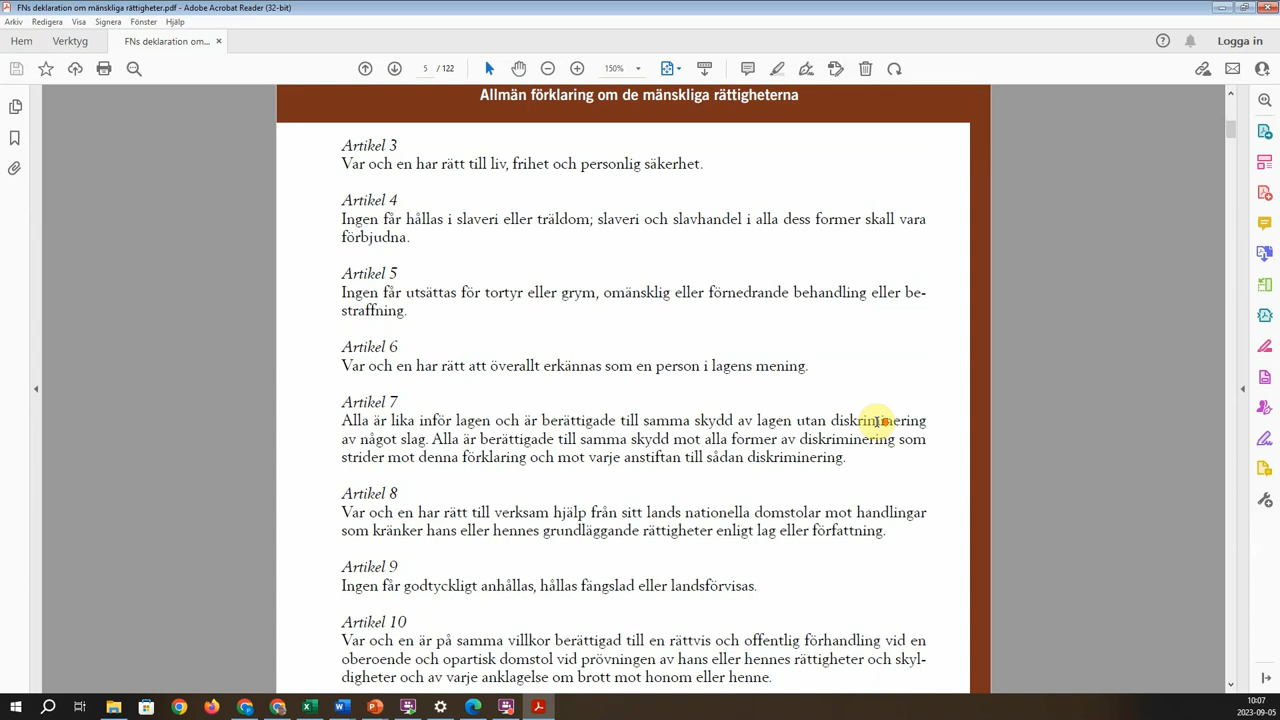 FNs deklaration om mänskliga rättigheter.pdf - Adobe Acrobat Reader (32-bit)
Arkiv Redigera Visa Signera Fönster Hjälp
Hem Verktyg FNs deklaration om... × Logga in
5 / 122 150%
Allmän förklaring om de mänskliga rättigheterna
Artikel 3
Var och en har rätt till liv, frihet och personlig säkerhet.
Artikel 4
Ingen får hållas i slaveri eller träldom; slaveri och slavhandel i alla dess former skall vara
förbjudna.
Artikel 5
Ingen får utsättas för tortyr eller grym, omänsklig eller förnedrande behandling eller be-
straffning.
Artikel 6
Var och en har rätt att överallt erkännas som en person i lagens mening.
Artikel 7
Alla är lika inför lagen och är berättigade till samma skydd av lagen utan diskriminering
av något slag. Alla är berättigade till samma skydd mot alla former av diskriminering som
strider mot denna förklaring och mot varje anstiftan till sådan diskriminering.
Artikel 8
Var och en har rätt till verksam hjälp från sitt lands nationella domstolar mot handlingar
som kränker hans eller hennes grundläggande rättigheter enligt lag eller författning.
Artikel 9
Ingen får godtyckligt anhållas, hållas fängslad eller landsförvisas.
Artikel 10
Var och en är på samma villkor berättigad till en rättvis och offentlig förhandling vid en
oberoende och opartisk domstol vid prövningen av hans eller hennes rättigheter och skyl-
digheter och av varje anklagelse om brott mot honom eller henne.
10:07
2023-09-05